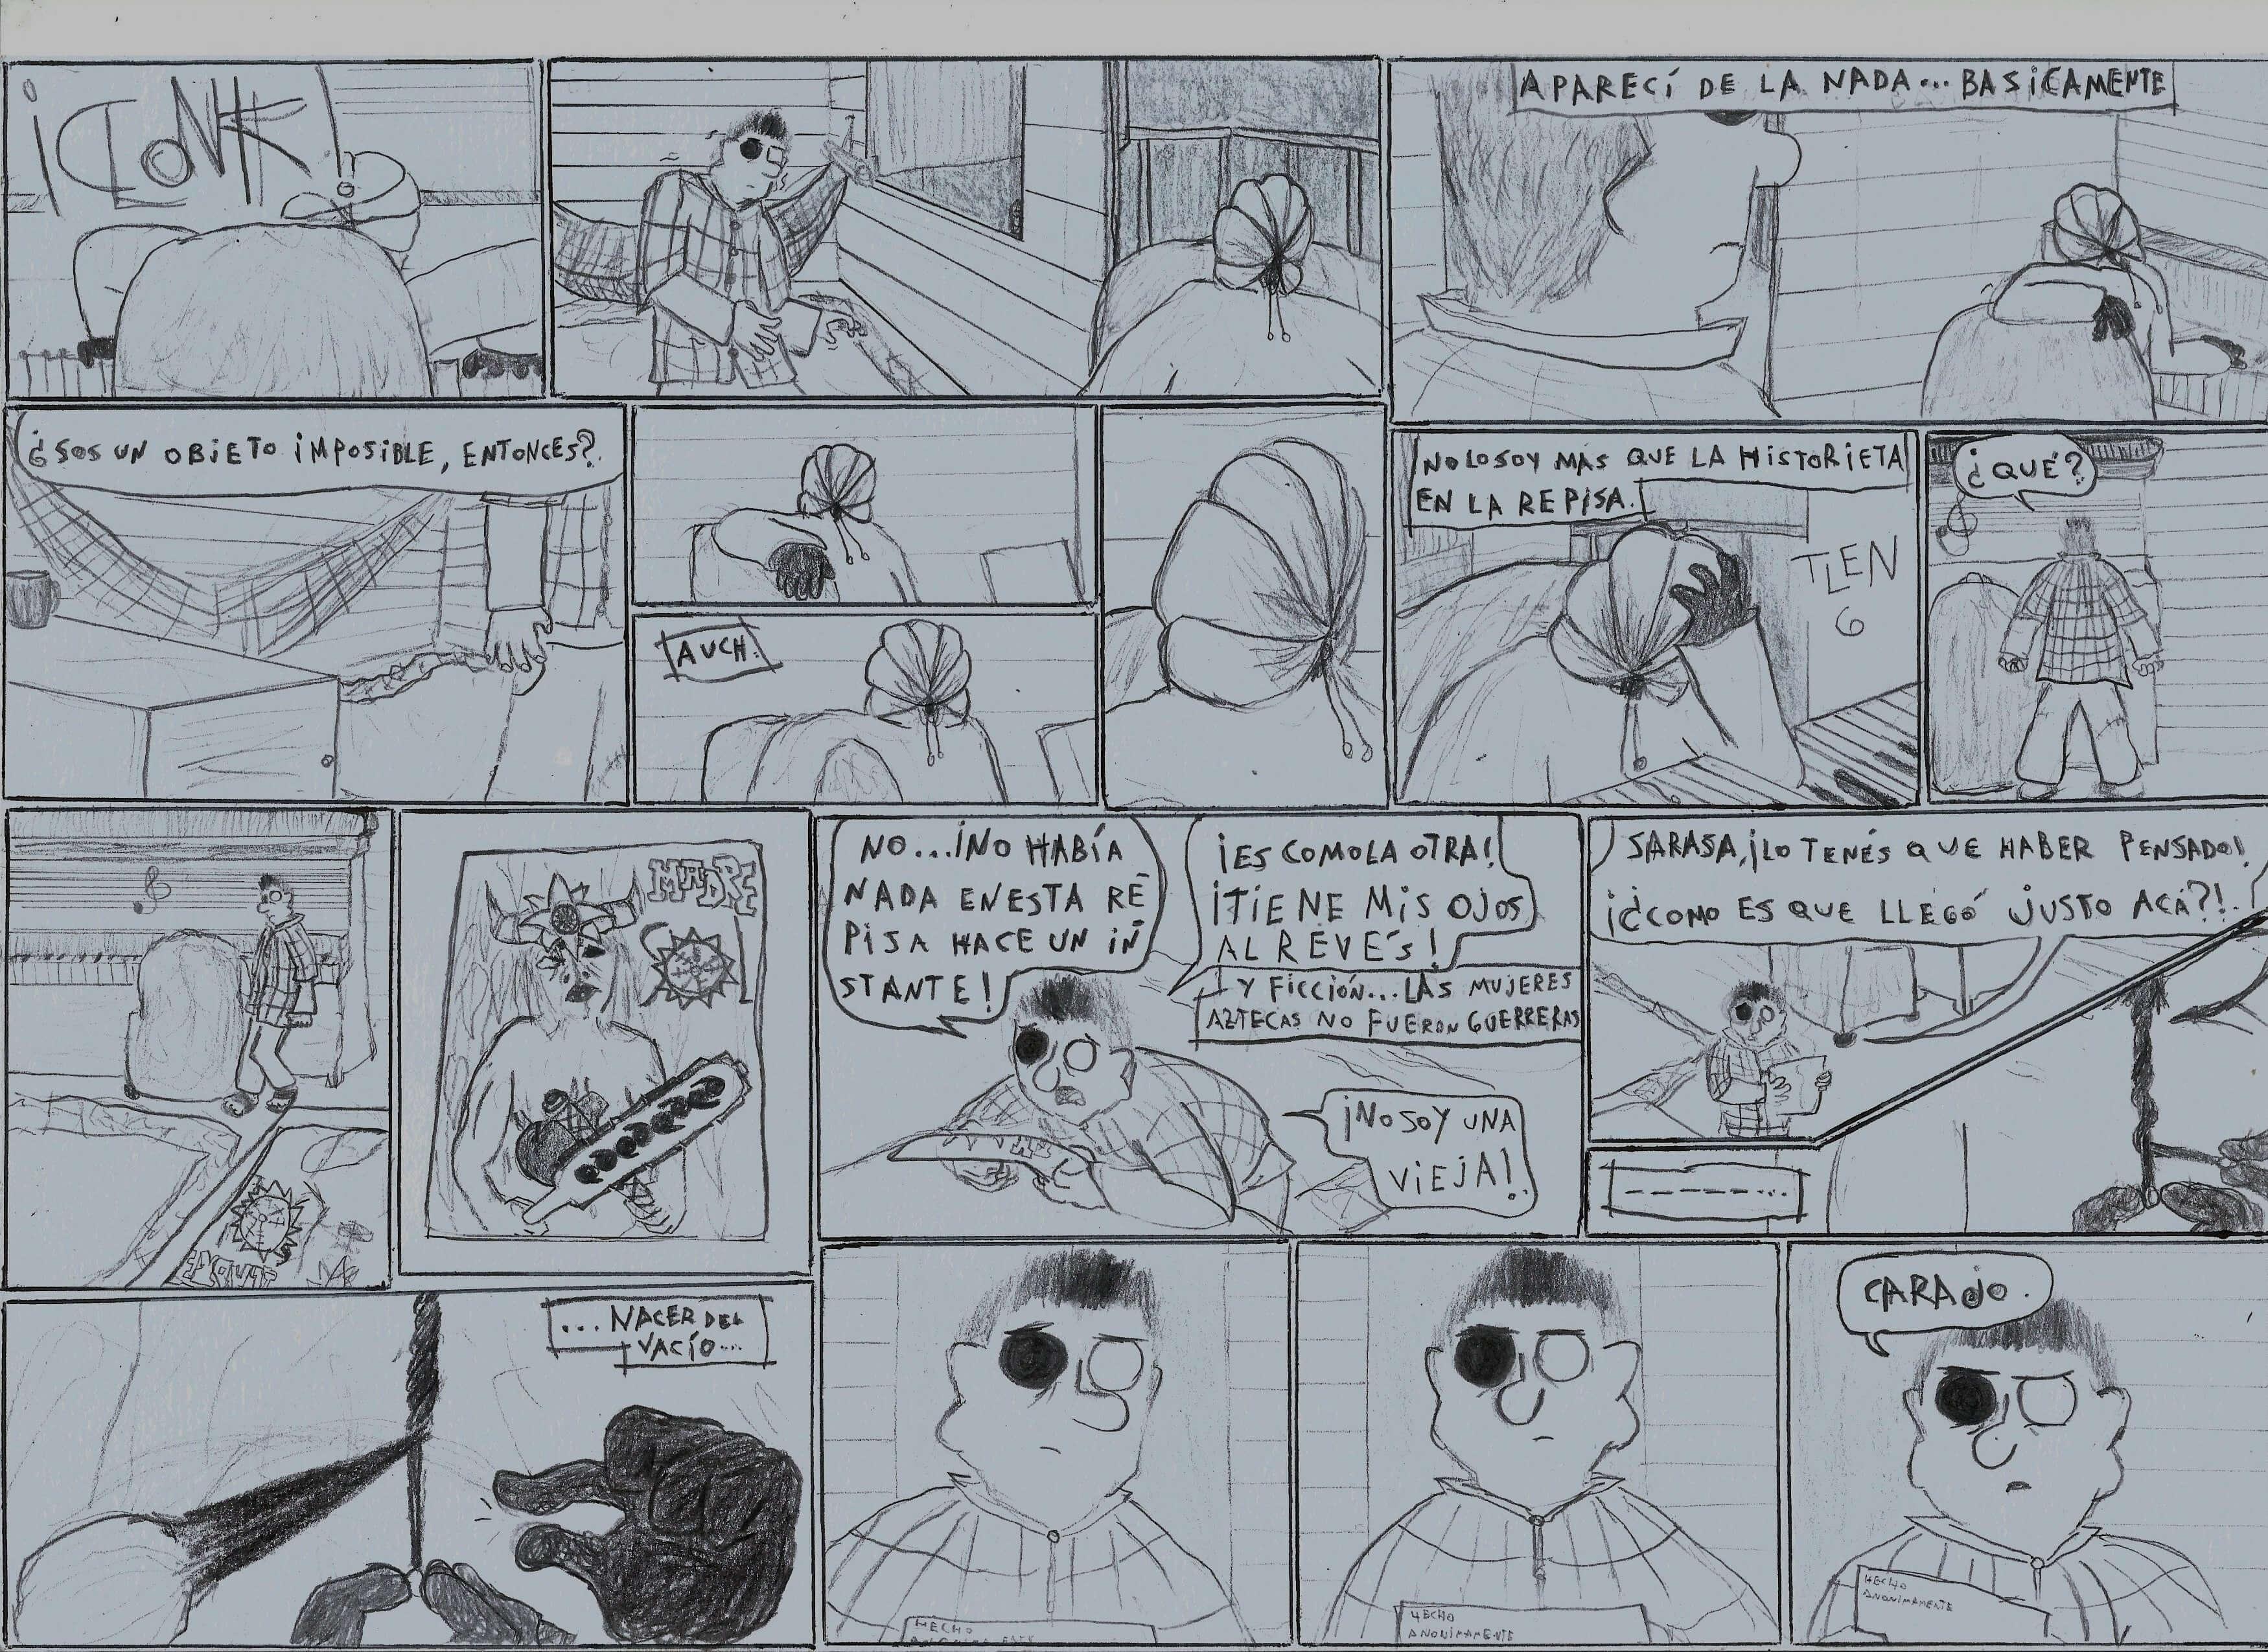 ¡CLONK!
APARECÍ DE LA NADA... BASICAMENTE
¿SOS UN OBJETO IMPOSIBLE, ENTONCES?
AUCH.
NO LO SOY MÁS QUE LA HISTORIETA
EN LA REPISA.
TLEN
6
¿QUÉ?
MADRE
SOL
NO...¡NO HABÍA
NADA EN ESTA RE
PISA HACE UN IN
STANTE!
¡ES COMO LA OTRA!
¡TIENE MIS OJOS
AL REVÉS!
Y FICCIÓN...LAS MUJERES
AZTECAS NO FUERON GUERRERAS
¡NO SOY UNA
VIEJA!
SARASA, ¡LO TENÉS QUE HABER PENSADO!
¡¿COMO ES QUE LLEGÓ JUSTO ACÁ?!
------...
...NACER DEL
VACÍO...
HECHO
HECHO
ANONIMAMENTE
CARAJO.
HECHO
ANONIMAMENTE